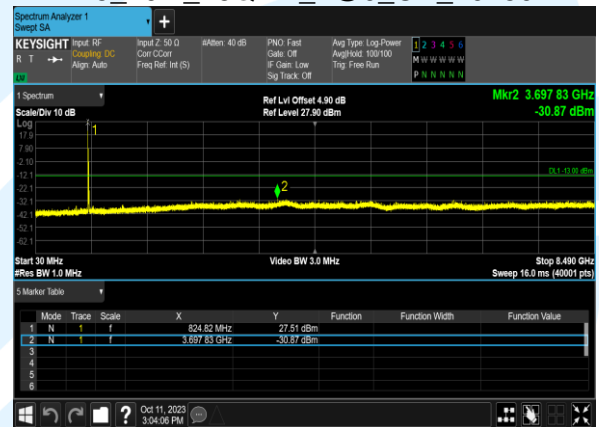 Spectrum Analyzer 1
Swept SA
+
KEYSIGHT Input: RF Input Z: 50 Ω #Atten: 40 dB PNO: Fast Avg Type: Log-Power 1 2 3 4 5 6
R T Coupling: DC Corr CCorr Gate: Off Avg|Hold: 100/100 M W W W W W
Align: Auto Freq Ref: Int (S) IF Gain: Low Trig: Free Run
Sig Track: Off P N N N N N
1 Spectrum Ref Lvl Offset 4.90 dB Mkr2 3.697 83 GHz
Scale/Div 10 dB Ref Level 27.90 dBm -30.87 dBm
Log
1
17.9
7.90
-2.10
DL1 -13.00 dBm
-12.1
-22.1
2
-32.1
-42.1
-52.1
-62.1
Start 30 MHz Video BW 3.0 MHz Stop 8.490 GHz
#Res BW 1.0 MHz Sweep 16.0 ms (40001 pts)
5 Marker Table
Mode Trace Scale X Y Function Function Width Function Value
1 N 1 f 824.82 MHz 27.51 dBm
2 N 1 f 3.697 83 GHz -30.87 dBm
3
4
5
6
? Oct 11, 2023
3:04:06 PM